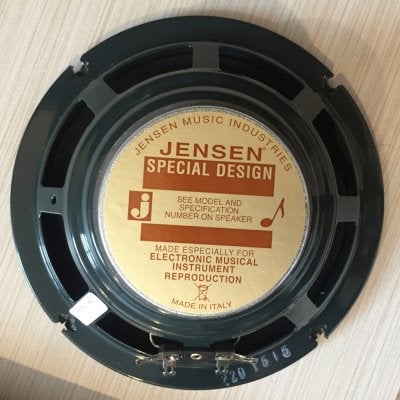 JENSEN MUSIC INDUSTRIES
JENSEN®
SPECIAL DESIGN
SEE MODEL AND
SPECIFICATION
NUMBER ON SPEAKER
j
MADE ESPECIALLY FOR
ELECTRONIC MUSICAL
INSTRUMENT
REPRODUCTION
MADE IN ITALY